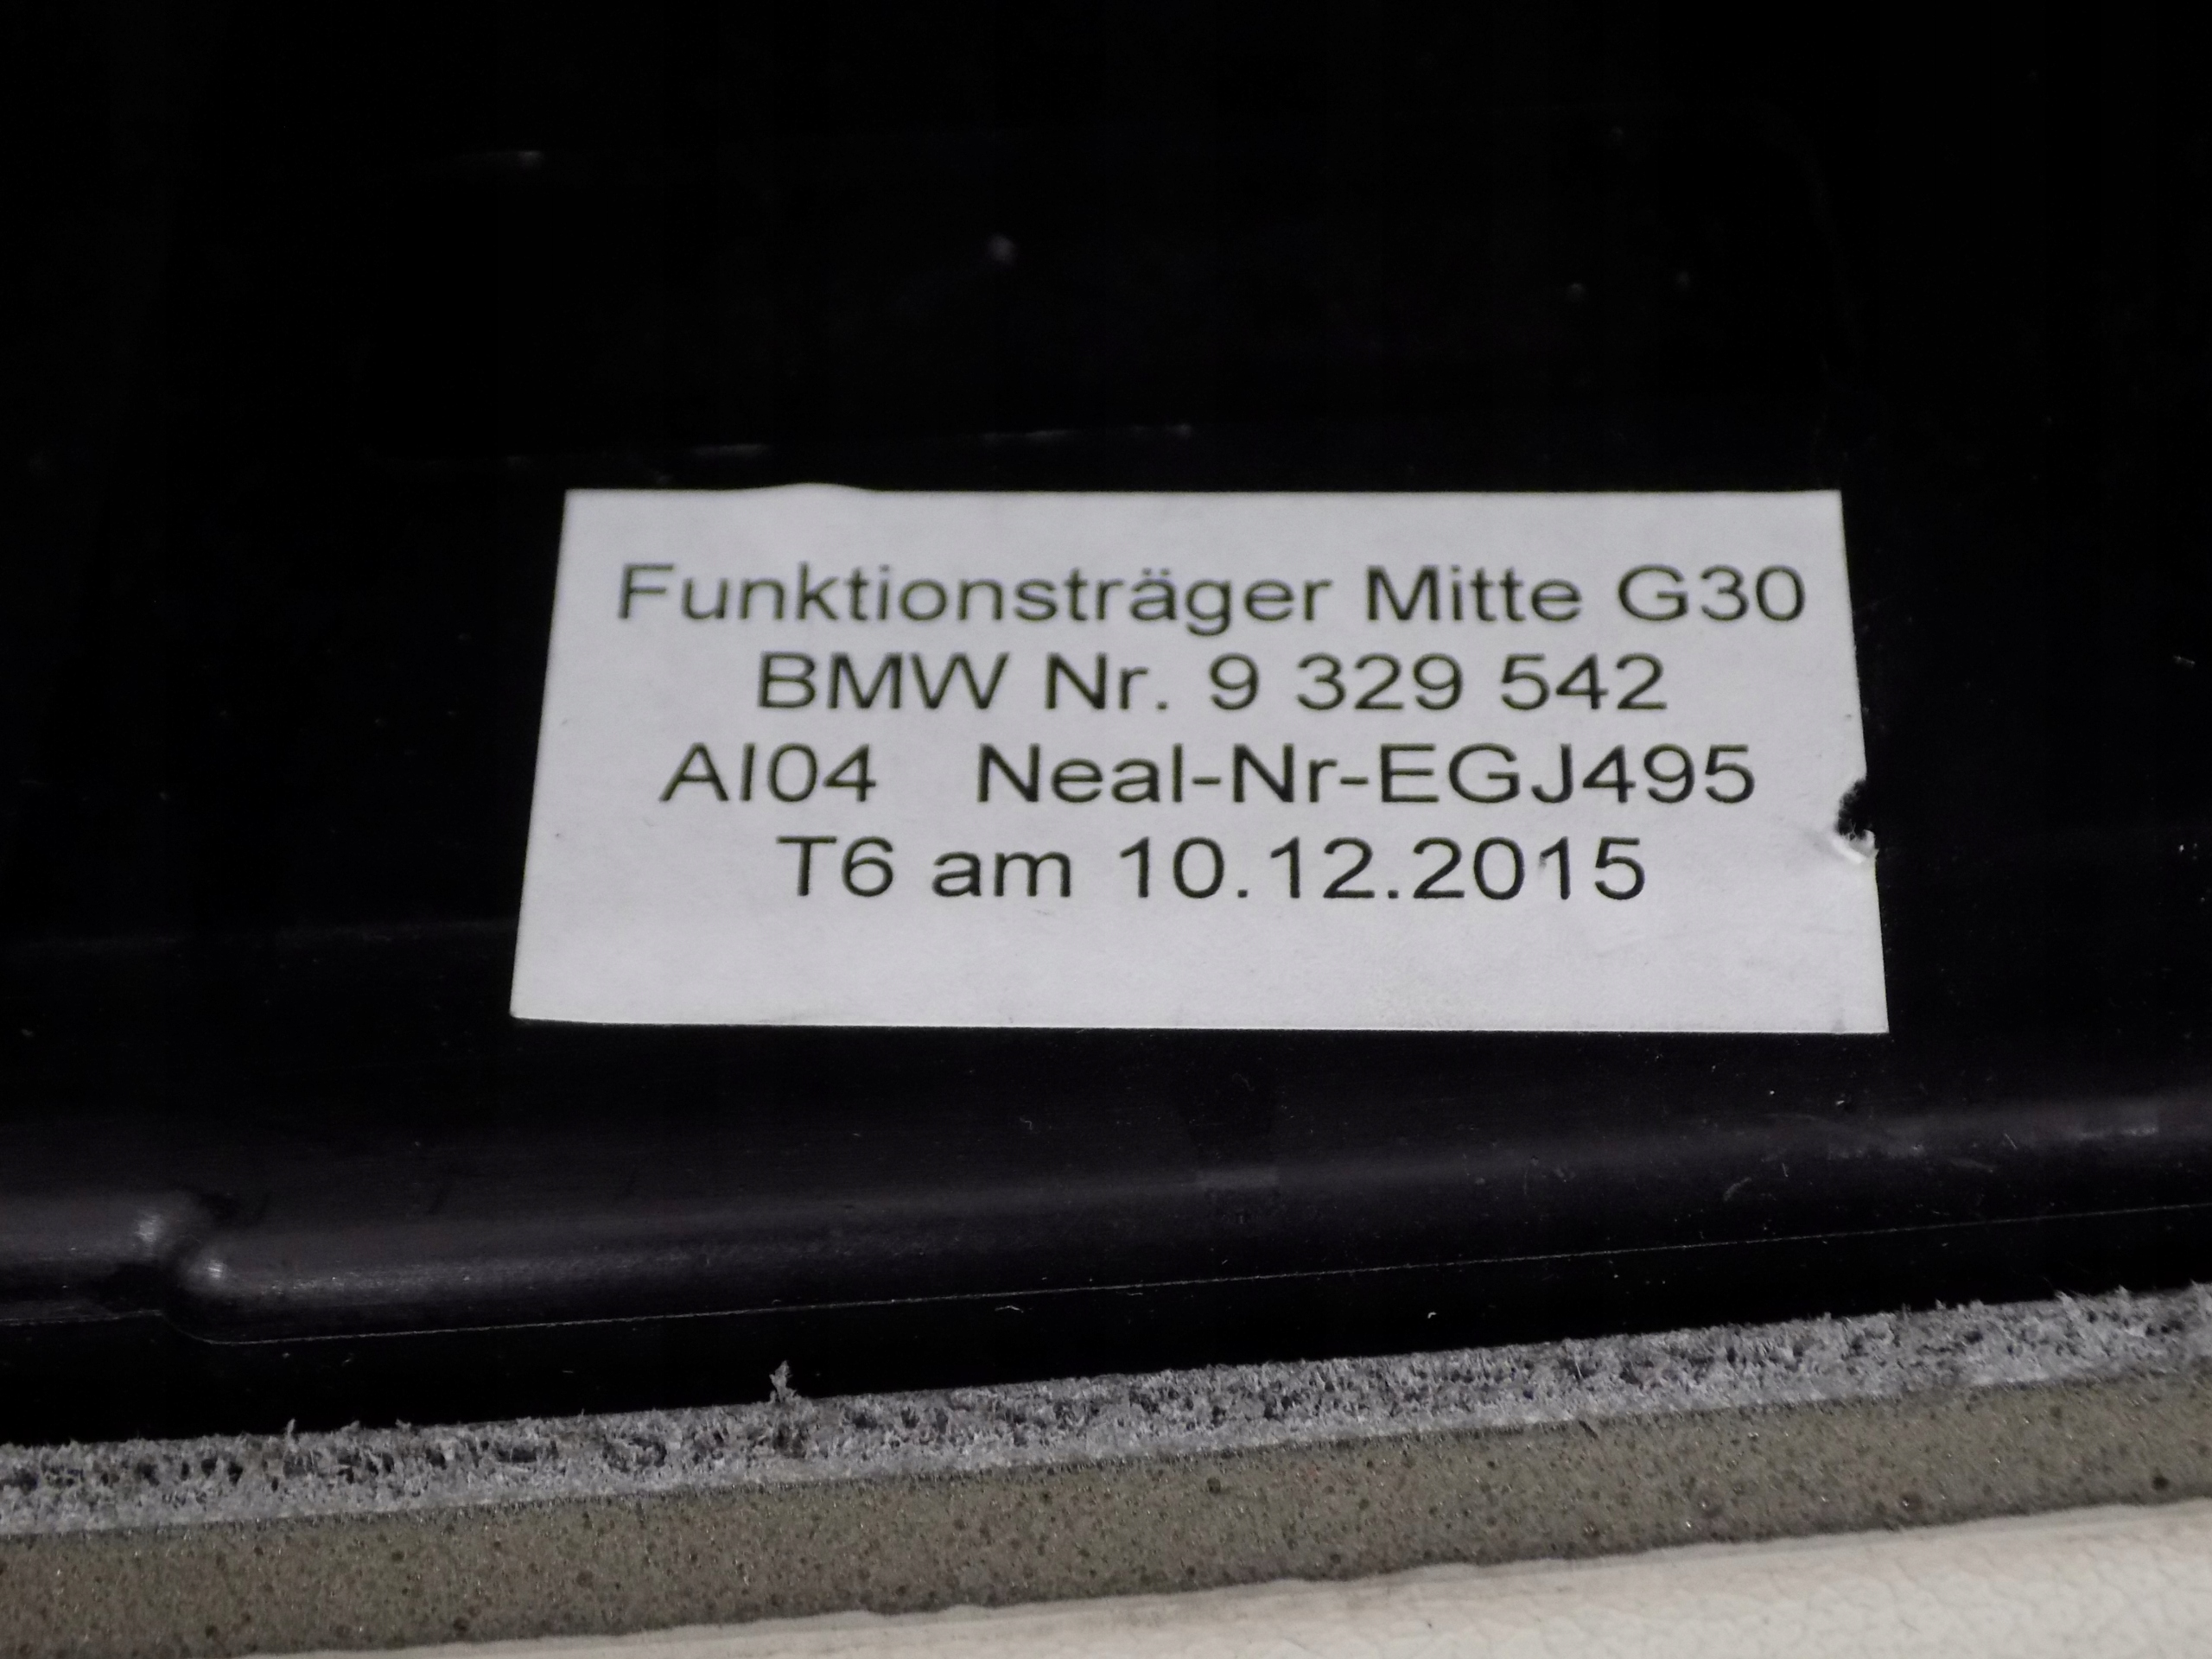 Funktionsträger Mitte G30
BMW Nr. 9 329 542
AI04 Neal-Nr-EGJ495
T6 am 10.12.2015